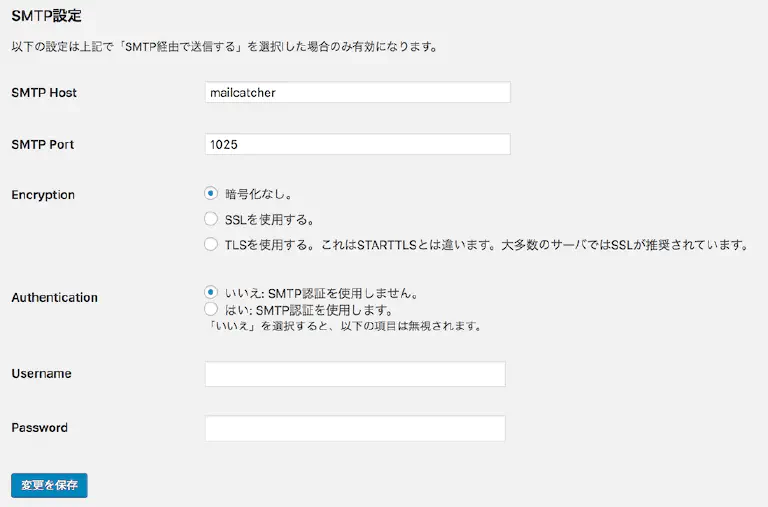 SMTP設定
以下の設定は上記で「SMTP経由で送信する」を選択lした場合のみ有効になります。
SMTP Host mailcatcher
SMTP Port 1025
Encryption 暗号化なし。
SSLを使用する。
TLSを使用する。これはSTARTTLSとは違います。大多数のサーバではSSLが推奨されています。
Authentication いいえ: SMTP認証を使用しません。
はい: SMTP認証を使用します。
「いいえ」を選択すると、以下の項目は無視されます。
Username
Password
変更を保存